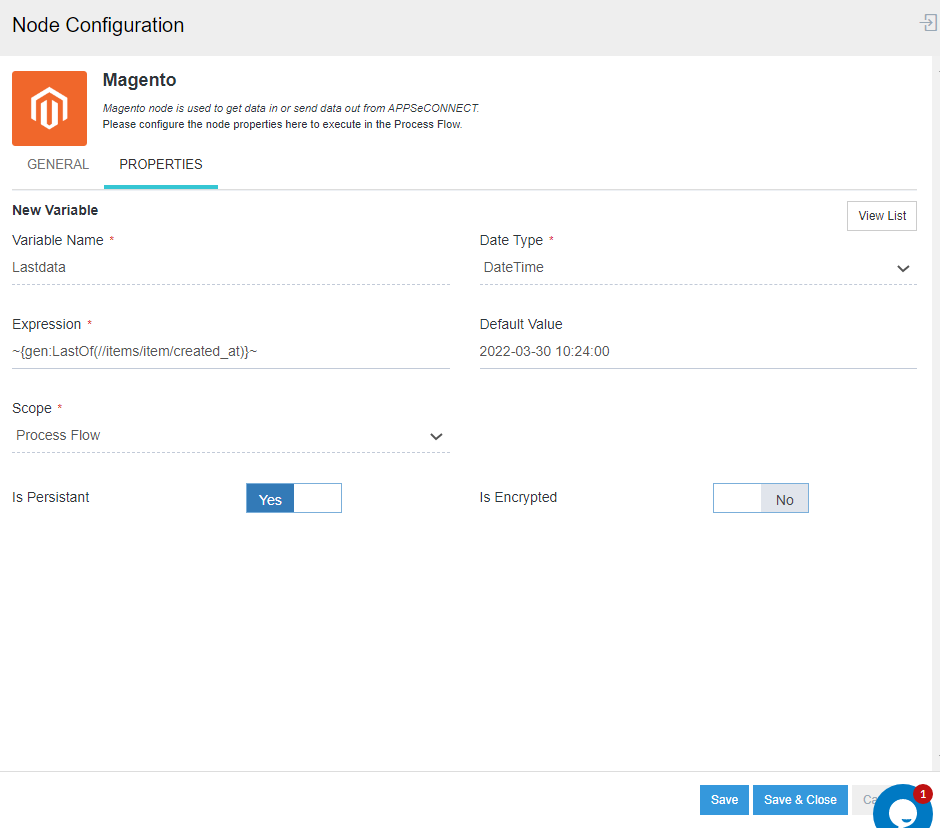 Node Configuration
Magento
Magento node is used to get data in or send data out from APPSeCONNECT.
Please configure the node properties here to execute in the Process Flow.
GENERAL PROPERTIES
New Variable
View List
Variable Name * Date Type *
Lastdata DateTime
Expression * Default Value
~{gen:LastOf(//items/item/created_at)}~ 2022-03-30 10:24:00
Scope *
Process Flow
Is Persistant Yes Is Encrypted No
Save Save & Close
1